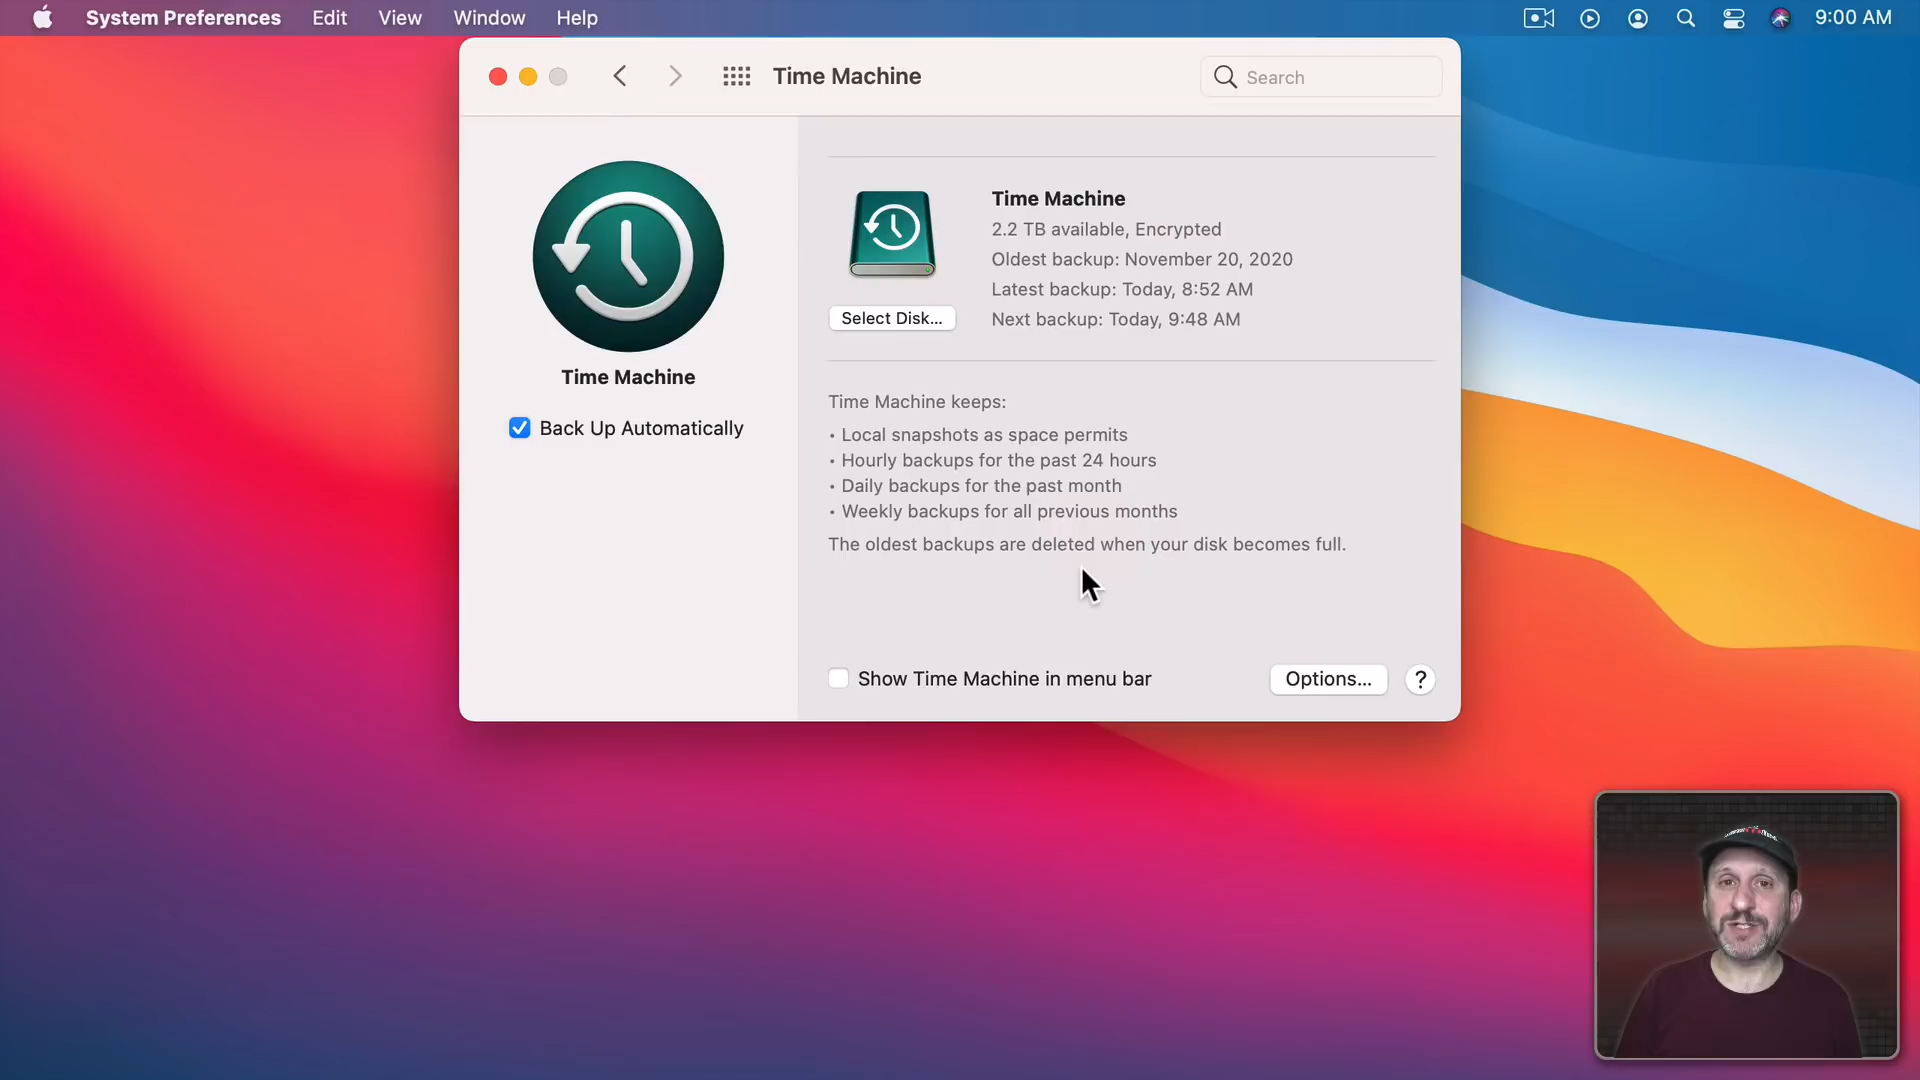 System Preferences Edit View Window Help 9:00 AM
Time Machine
Search
Time Machine
Back Up Automatically
Time Machine
2.2 TB available, Encrypted
Oldest backup: November 20, 2020
Latest backup: Today, 8:52 AM
Next backup: Today, 9:48 AM
Select Disk...
Time Machine keeps:
• Local snapshots as space permits
• Hourly backups for the past 24 hours
• Daily backups for the past month
• Weekly backups for all previous months
The oldest backups are deleted when your disk becomes full.
Show Time Machine in menu bar
Options...
?